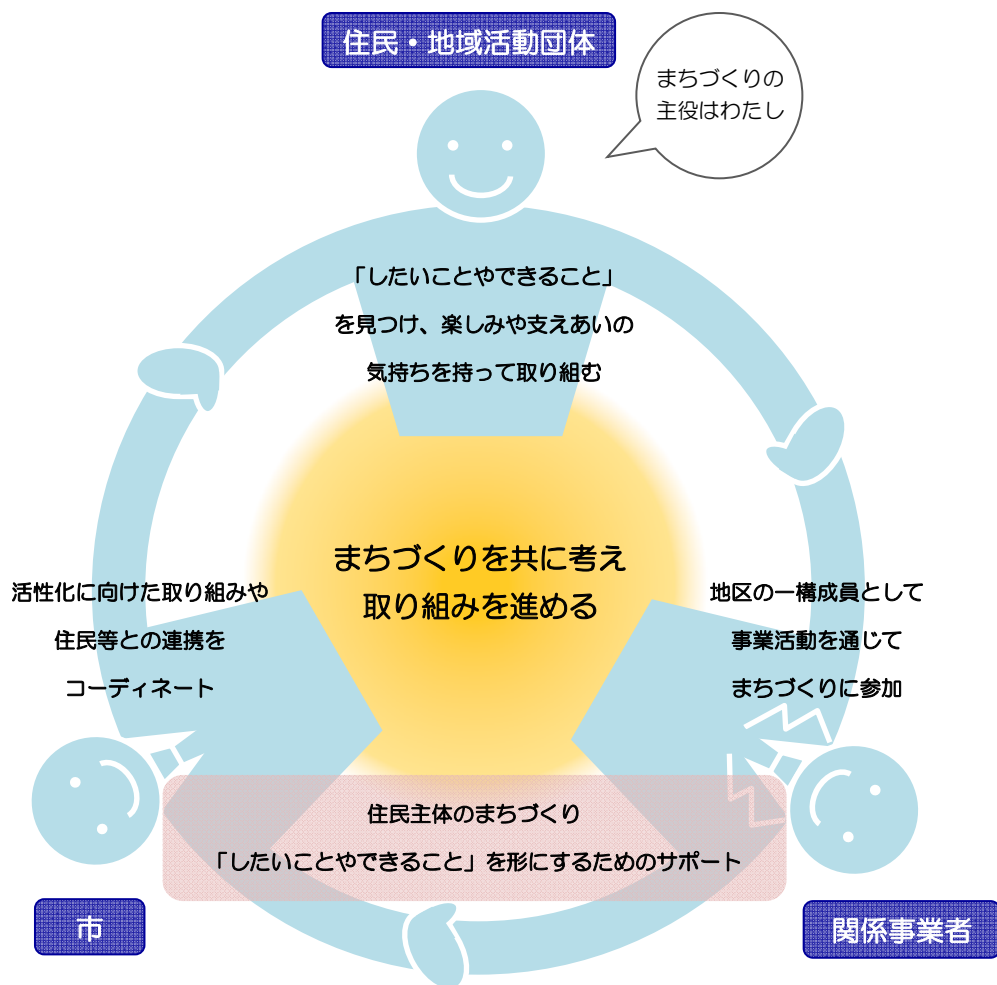 住民・地域活動団体
まちづくりの
主役はわたし
「したいことやできること」
を見つけ、楽しみや支えあいの
気持ちを持って取り組む
まちづくりを共に考え
取り組みを進める
活性化に向けた取り組みや
住民等との連携を
コーディネート
地区の一構成員として
事業活動を通じて
まちづくりに参加
住民主体のまちづくり
「したいことやできること」を形にするためのサポート
市
関係事業者